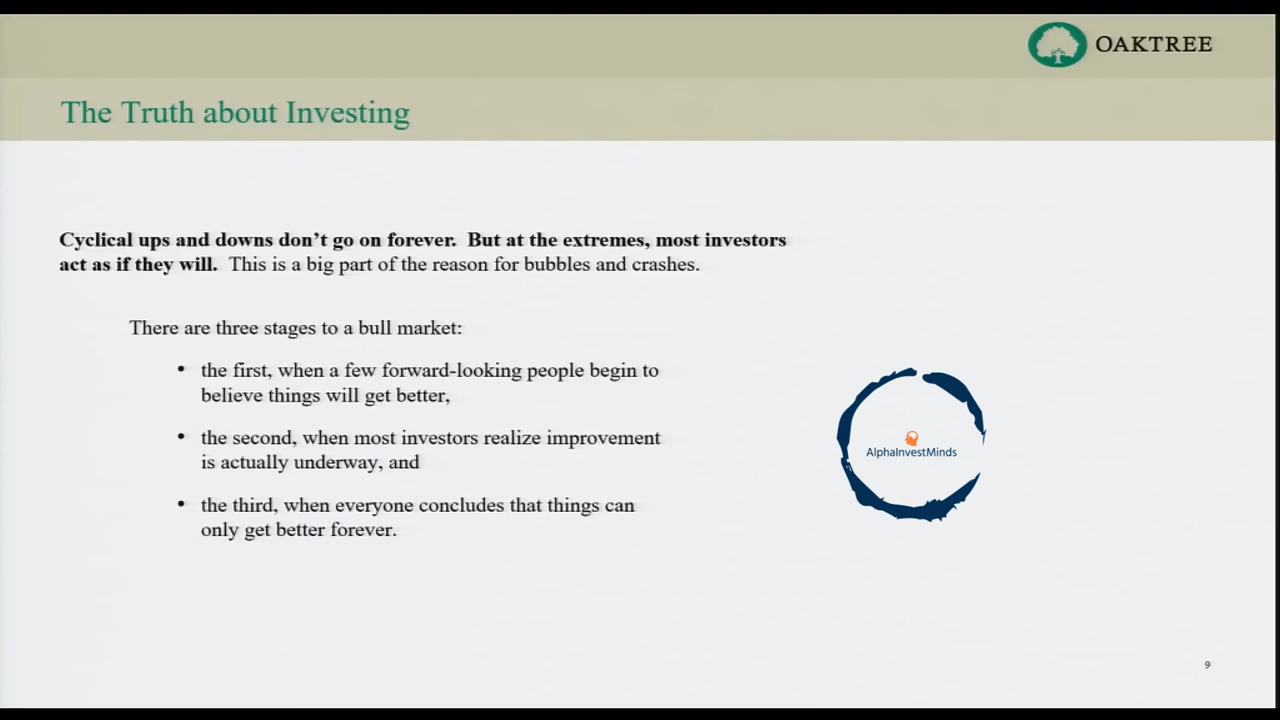 OAKTREE
The Truth about Investing
Cyclical ups and downs don't go on forever.  But at the extremes, most investors
act as if they will.  This is a big part of the reason for bubbles and crashes.
There are three stages to a bull market:
• the first, when a few forward-looking people begin to
believe things will get better,
• the second, when most investors realize improvement
is actually underway, and
• the third, when everyone concludes that things can
only get better forever.
AlphaInvestMinds
9